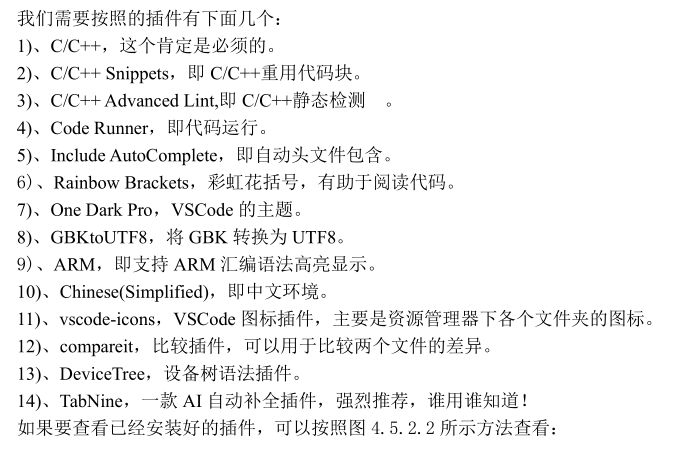 我们需要按照的插件有下面几个：
1)、C/C++，这个肯定是必须的。
2)、C/C++ Snippets，即 C/C++重用代码块。
3)、C/C++ Advanced Lint,即 C/C++静态检测 。
4)、Code Runner，即代码运行。
5)、Include AutoComplete，即自动头文件包含。
6)、Rainbow Brackets，彩虹花括号，有助于阅读代码。
7)、One Dark Pro，VSCode 的主题。
8)、GBKtoUTF8，将 GBK 转换为 UTF8。
9)、ARM，即支持 ARM 汇编语法高亮显示。
10)、Chinese(Simplified)，即中文环境。
11)、vscode-icons，VSCode 图标插件，主要是资源管理器下各个文件夹的图标。
12)、compareit，比较插件，可以用于比较两个文件的差异。
13)、DeviceTree，设备树语法插件。
14)、TabNine，一款 AI 自动补全插件，强烈推荐，谁用谁知道！
如果要查看已经安装好的插件，可以按照图 4.5.2.2 所示方法查看：